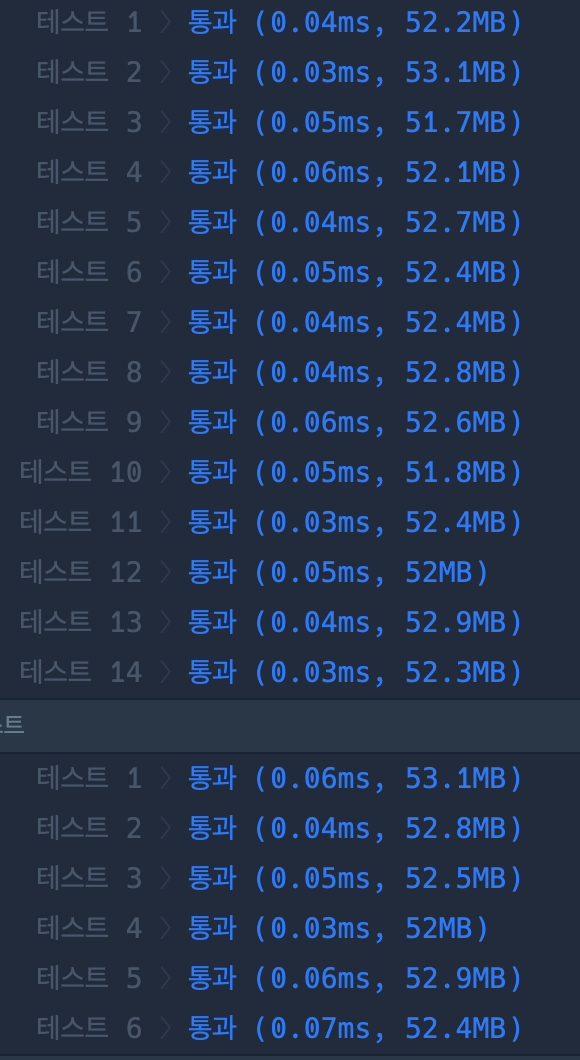 테스트 1 〉 통과 (0.04ms, 52.2MB)
테스트 2 〉 통과 (0.03ms, 53.1MB)
테스트 3 〉 통과 (0.05ms, 51.7MB)
테스트 4 〉 통과 (0.06ms, 52.1MB)
테스트 5 〉 통과 (0.04ms, 52.7MB)
테스트 6 〉 통과 (0.05ms, 52.4MB)
테스트 7 〉 통과 (0.04ms, 52.4MB)
테스트 8 〉 통과 (0.04ms, 52.8MB)
테스트 9 〉 통과 (0.06ms, 52.6MB)
테스트 10 〉 통과 (0.05ms, 51.8MB)
테스트 11 〉 통과 (0.03ms, 52.4MB)
테스트 12 〉 통과 (0.05ms, 52MB)
테스트 13 〉 통과 (0.04ms, 52.9MB)
테스트 14 〉 통과 (0.03ms, 52.3MB)
트
테스트 1 〉 통과 (0.06ms, 53.1MB)
테스트 2 〉 통과 (0.04ms, 52.8MB)
테스트 3 〉 통과 (0.05ms, 52.5MB)
테스트 4 〉 통과 (0.03ms, 52MB)
테스트 5 〉 통과 (0.06ms, 52.9MB)
테스트 6 〉 통과 (0.07ms, 52.4MB)